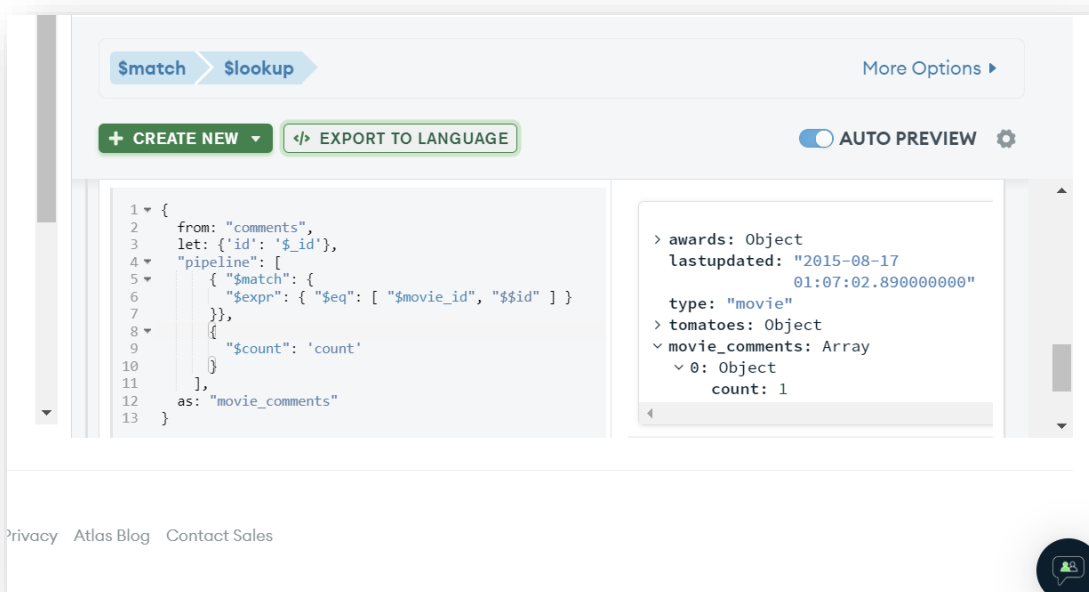 $match $lookup More Options
+ CREATE NEW </> EXPORT TO LANGUAGE AUTO PREVIEW
1 {
2 from: "comments",
3 let: {'id': '$_id'},
4 "pipeline": [
5 { "$match": {
6 "$expr": { "$eq": [ "$movie_id", "$$id" ] }
7 }},
8 {
9 "$count": 'count'
10 }
11 ],
12 as: "movie_comments"
13 }
awards: Object
lastupdated: "2015-08-17
01:07:02.890000000"
type: "movie"
tomatoes: Object
movie_comments: Array
0: Object
count: 1
Privacy Atlas Blog Contact Sales